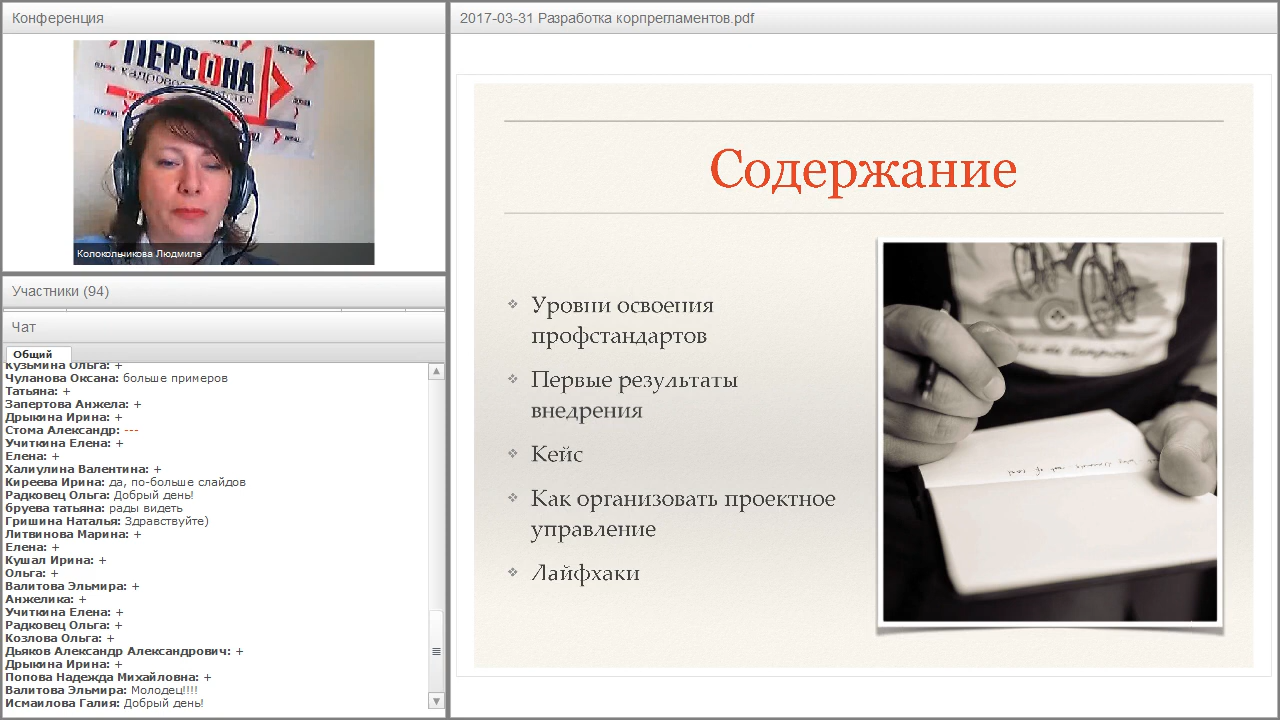 Конференция
ПЕРСОНА
кадровое агентство
Колокольчикова Людмила
Участники (94)
Чат
Общий
Кузьмина Ольга: +
Чуланова Оксана: больше примеров
Татьяна: +
Запертова Анжела: +
Дрыкина Ирина: +
Стома Александр: ---
Учиткина Елена: +
Елена: +
Халиулина Валентина: +
Киреева Ирина: да, по-больше слайдов
Радковец Ольга: Добрый день!
бруева татьяна: рады видеть
Гришина Наталья: Здравствуйте)
Литвинова Марина: +
Елена: +
Кушал Ирина: +
Ольга: +
Валитова Эльмира: +
Анжелика: +
Учиткина Елена: +
Радковец Ольга: +
Козлова Ольга: +
Дьяков Александр Александрович: +
Дрыкина Ирина: +
Попова Надежда Михайловна: +
Валитова Эльмира: Молодец!!!!
Исмаилова Галия: Добрый день!
2017-03-31 Разработка корпрегламентов.pdf
Содержание
Уровни освоения
профстандартов
Первые результаты
внедрения
Кейс
Как организовать проектное
управление
Лайфхаки